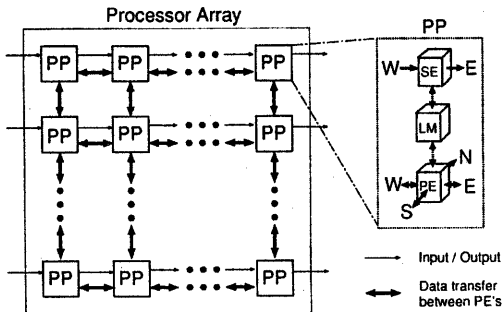 Processor Array
PP
PP PP PP
SE
W E
LM
PP PP PP
N
W PE E
S
PP PP PP
Input / Output
Data transfer
between PE's